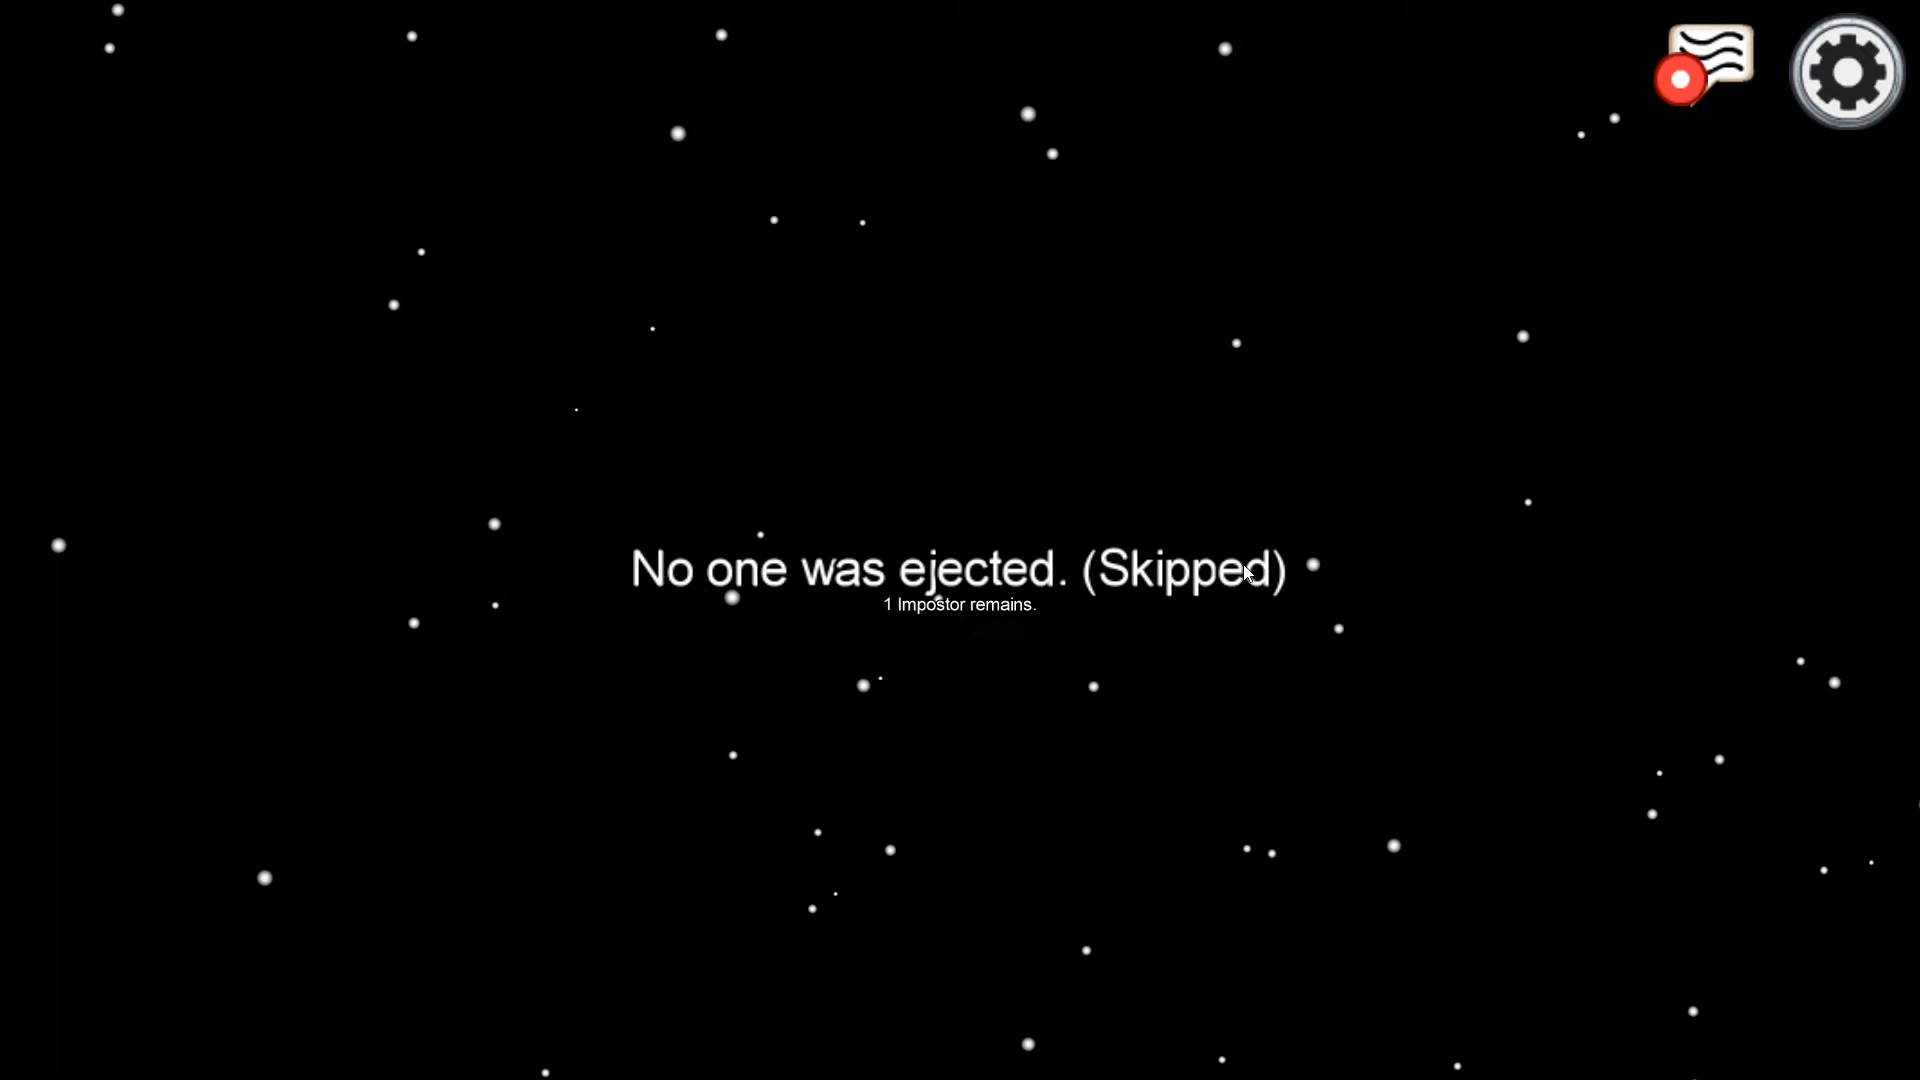 No one was ejected. (Skipped)
1 Impostor remains.